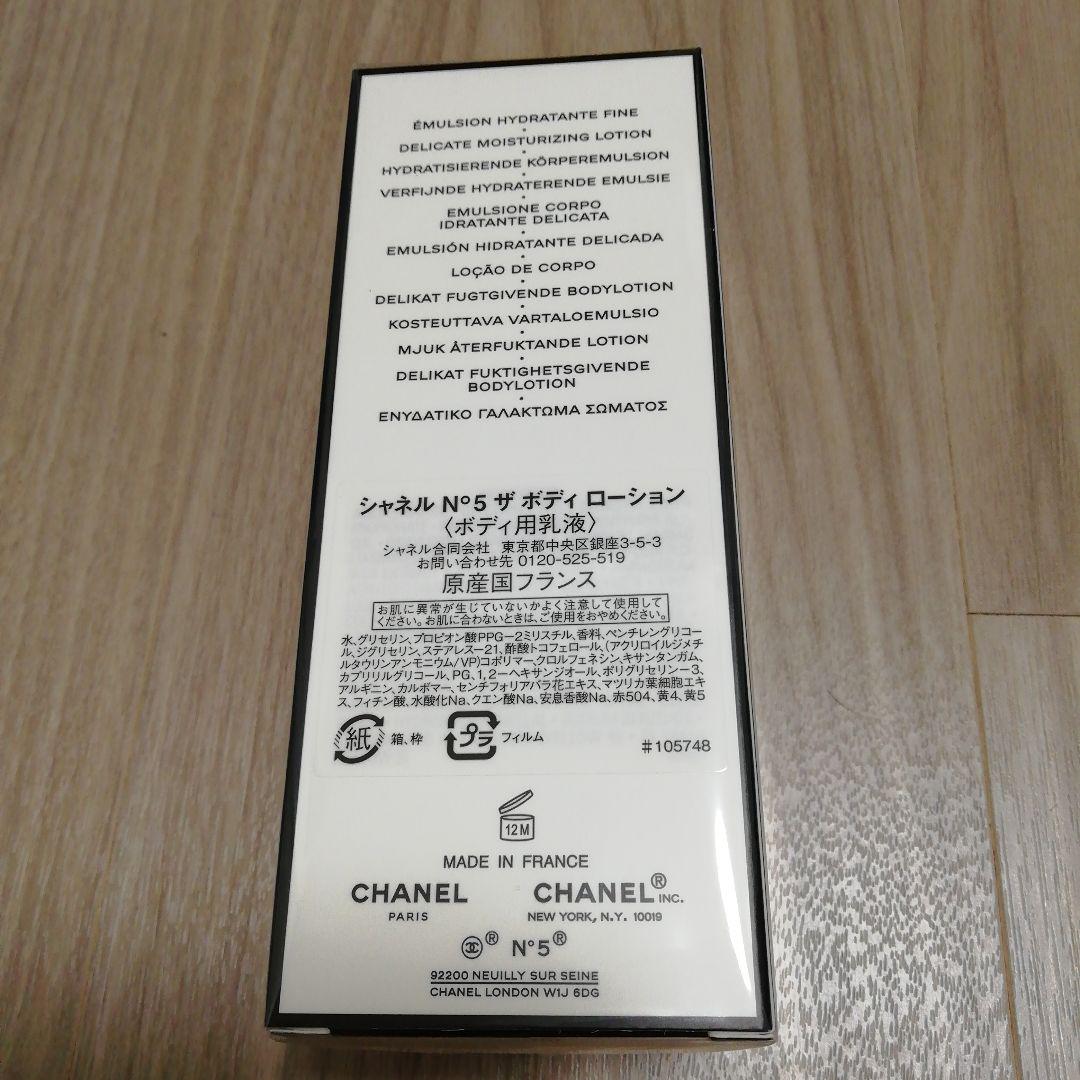 ÉMULSION HYDRATANTE FINE
DELICATE MOISTURIZING LOTION
HYDRATISIERENDE KÖRPEREMULSION
VERFIJNDE HYDRATERENDE EMULSIE
EMULSIONE CORPO
IDRATANTE DELICATA
EMULSIÓN HIDRATANTE DELICADA
LOÇÃO DE CORPO
DELIKAT FUGTGIVENDE BODYLOTION
KOSTEUTTAVA VARTALOEMULSIO
MJUK ÅTERFUKTANDE LOTION
DELIKAT FUKTIGHETSGIVENDE
BODYLOTION
ΕΝΥΔΑΤΙΚΟ ΓΑΛΑΚΤΩΜΑ ΣΩΜΑΤΟΣ
シャネル N°5 ザ ボディ ローション
〈ボディ用乳液〉
シャネル合同会社 東京都中央区銀座3-5-3
お問い合わせ先 0120-525-519
原産国フランス
お肌に異常が生じていないかよく注意して使用して
ください。お肌に合わないときは、ご使用をおやめください。
水、グリセリン、プロピオン酸PPG-2ミリスチル、香料、ペンチレングリコー
ル、ジグリセリン、ステアレス-21、酢酸トコフェロール、(アクリロイルジメチ
ルタウリンアンモニウム/VP)コポリマー、クロルフェネシン、キサンタンガム、
カプリリルグリコール、PG、1,2-ヘキサンジオール、ポリグリセリン-3、
アルギニン、カルボマー、センチフォリアバラ花エキス、マツリカ葉細胞エキ
ス、フィチン酸、水酸化Na、クエン酸Na、安息香酸Na、赤504、黄4、黄5
紙 箱、枠 プラ フィルム #105748
12M
MADE IN FRANCE
CHANEL CHANEL® INC.
PARIS NEW YORK, N.Y. 10019
® N°5®
92200 NEUILLY SUR SEINE
CHANEL LONDON W1J 6DG